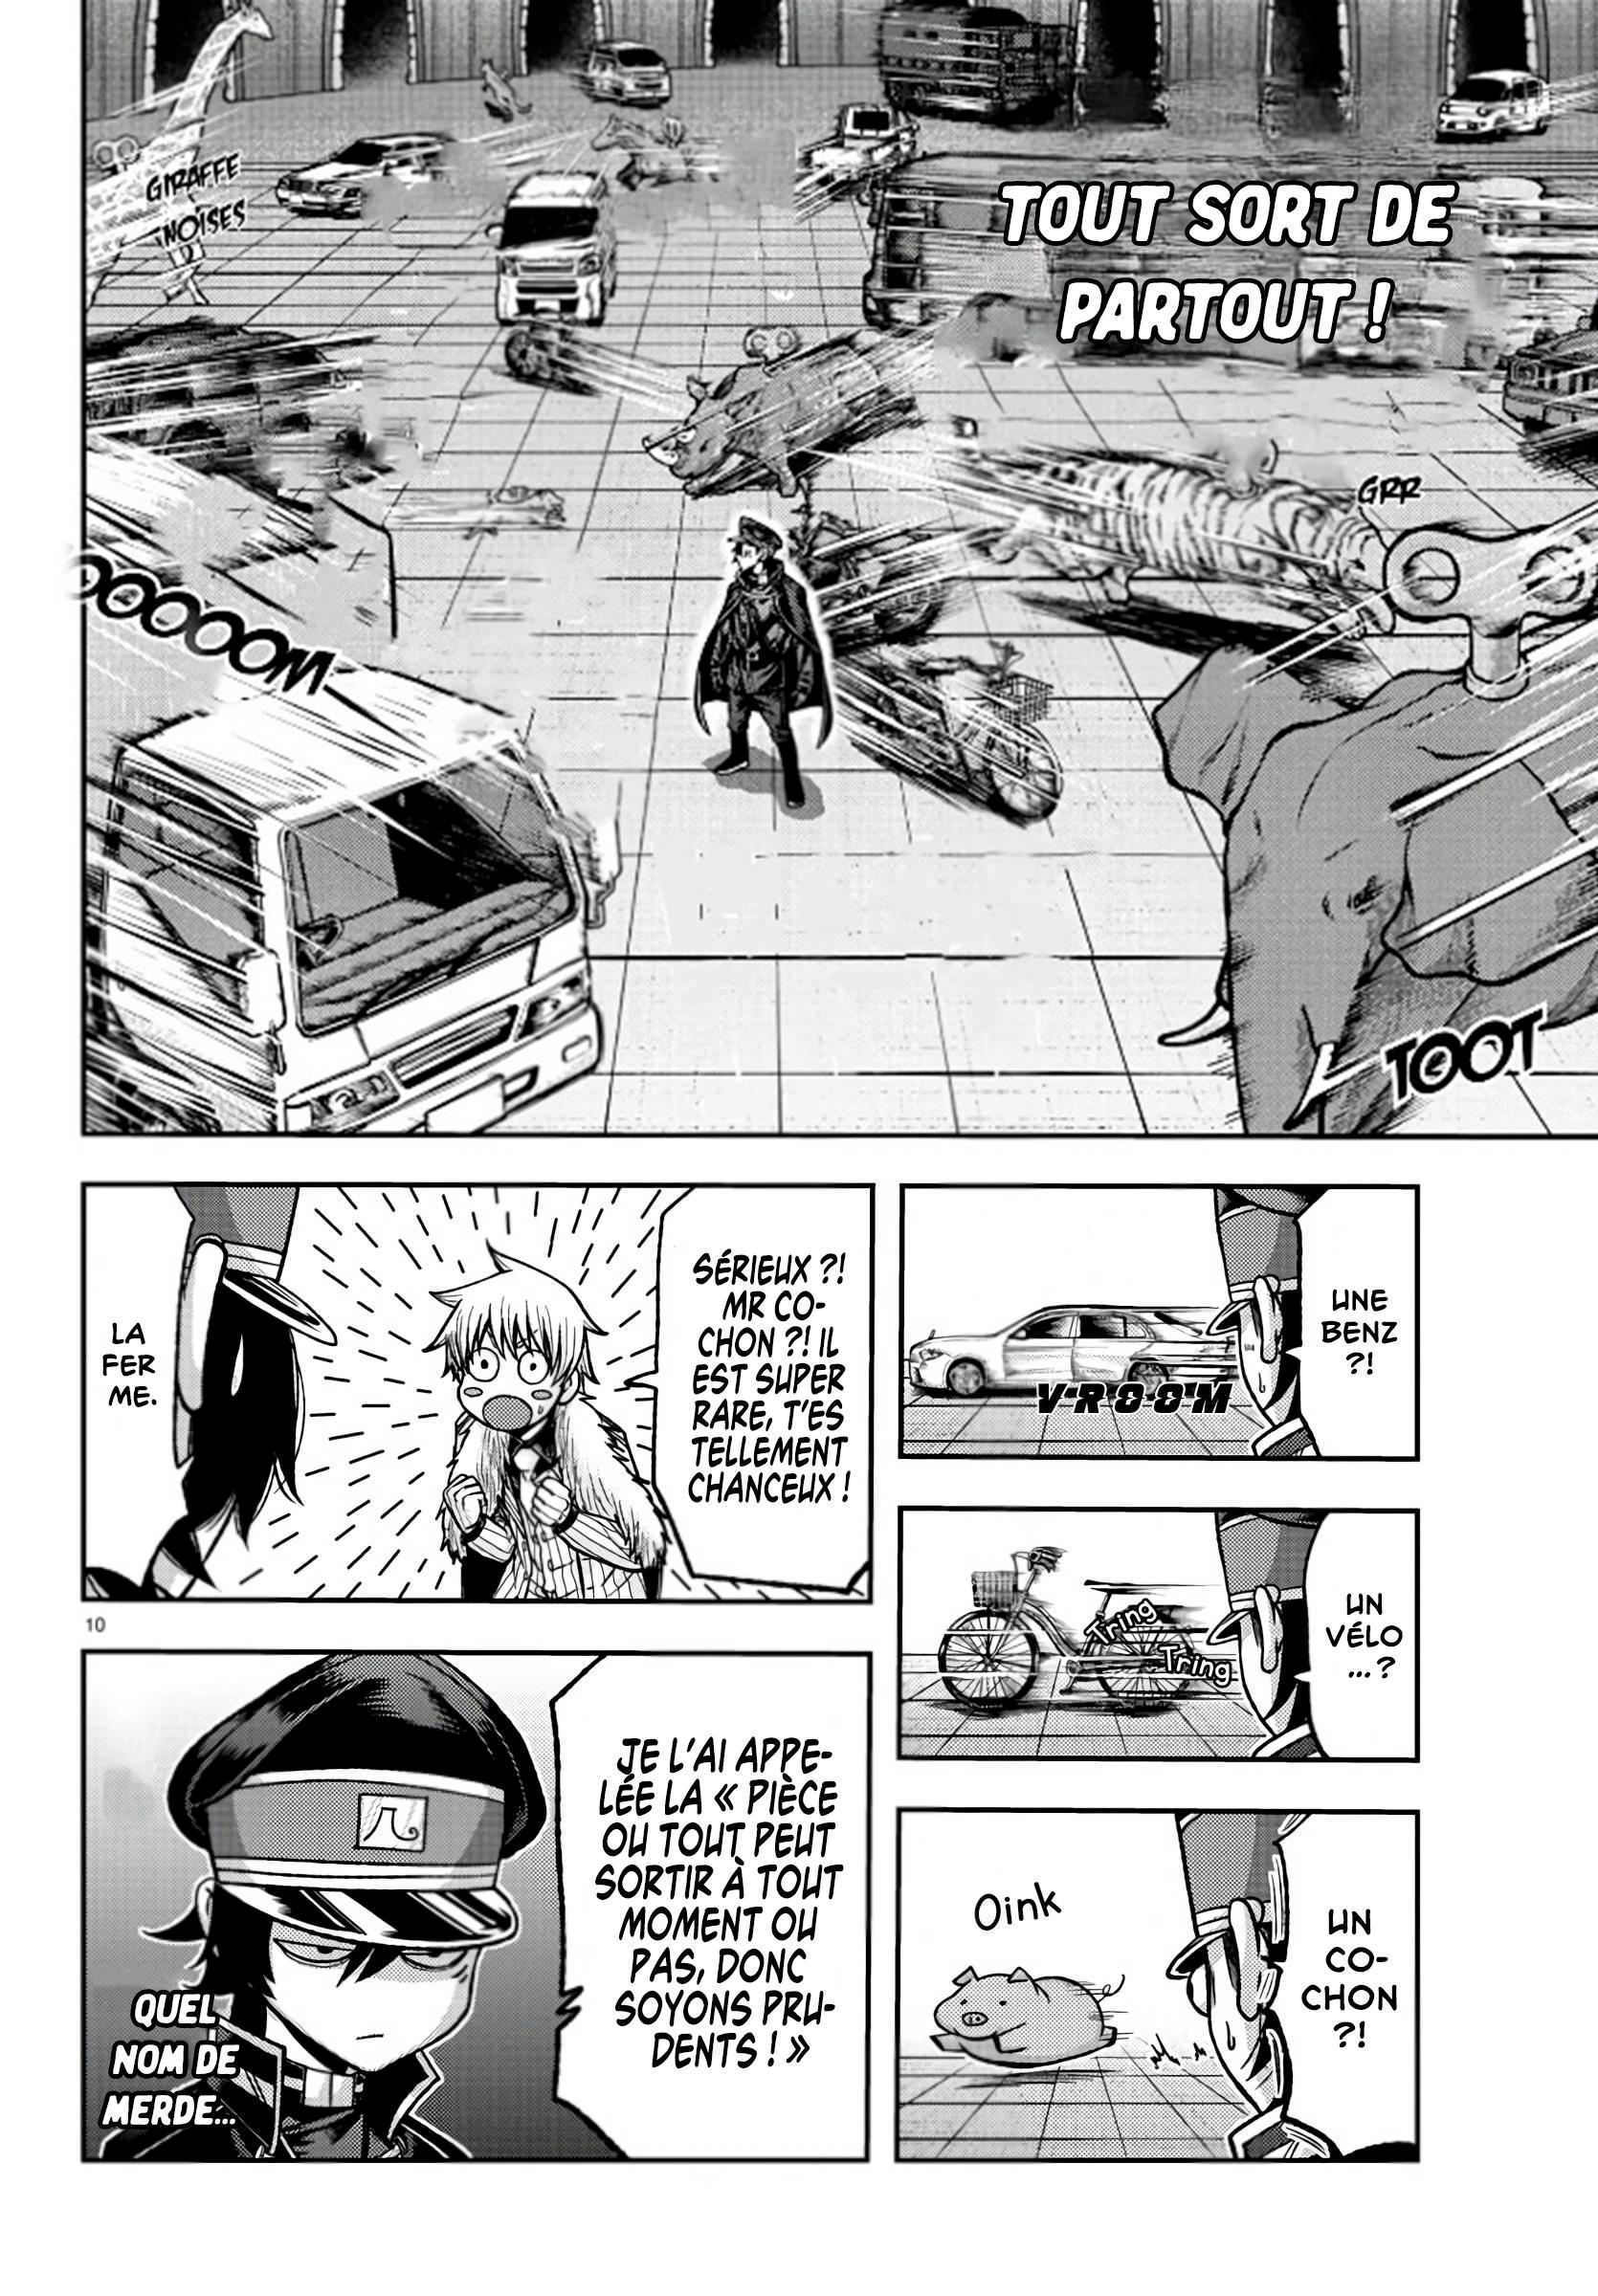 GIRAFFE
NOISES
TOUT SORT DE
PARTOUT !
GRR
OOOOOOM
TOOT
UNE
BENZ
?!
VROOM
UN
VÉLO
...?
Tring
Tring
UN
CO-
CHON
?!
Oink
SÉRIEUX ?!
MR CO-
CHON ?! IL
EST SUPER
RARE, T'ES
TELLEMENT
CHANCEUX !
LA
FER
ME.
10
JE L'AI APPE-
LÉE LA « PIÈCE
OU TOUT PEUT
SORTIR À TOUT
MOMENT OU
PAS, DONC
SOYONS PRU-
DENTS ! »
QUEL
NOM DE
MERDE...